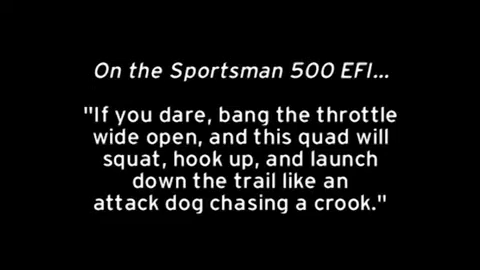 On the Sportsman 500 EFI...
"If you dare, bang the throttle
wide open, and this quad will
squat, hook up, and launch
down the trail like an
attack dog chasing a crook."